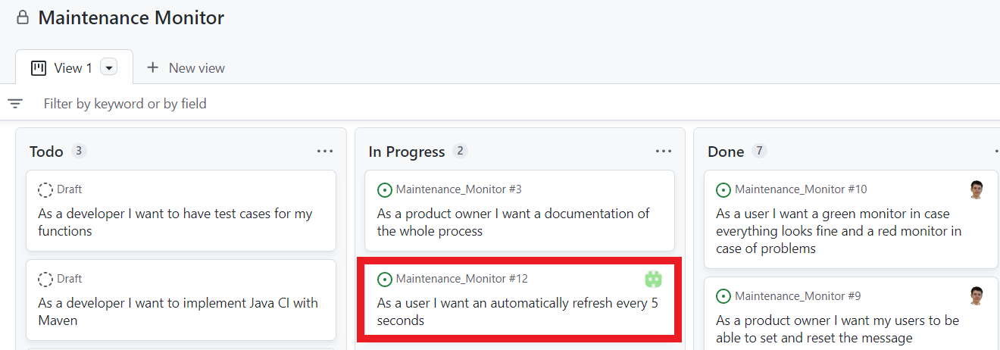 Maintenance Monitor
View 1
New view
Filter by keyword or by field
Todo 3
Draft
As a developer I want to have test cases for my
functions
Draft
As a developer I want to implement Java CI with
Maven
In Progress 2
Maintenance_Monitor #3
As a product owner I want a documentation of
the whole process
Maintenance_Monitor #12
As a user I want an automatically refresh every 5
seconds
Done 7
Maintenance_Monitor #10
As a user I want a green monitor in case
everything looks fine and a red monitor in
case of problems
Maintenance_Monitor #9
As a product owner I want my users to be
able to set and reset the message